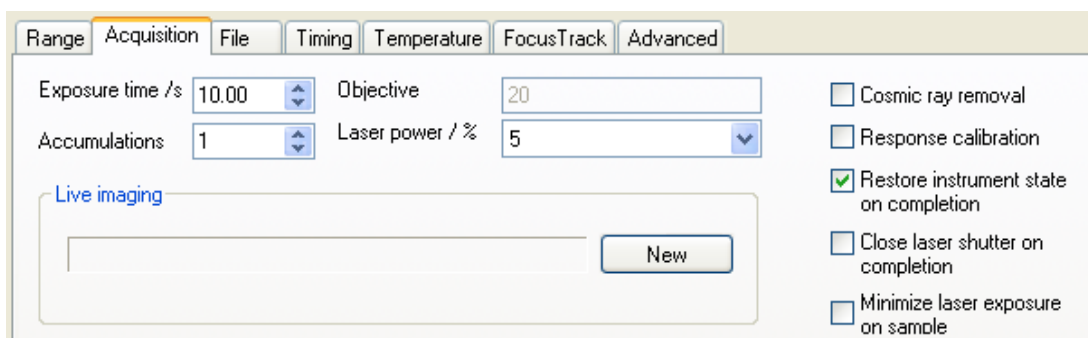 Range Acquisition File Timing Temperature FocusTrack Advanced
Exposure time /s 10.00 Objective 20
Accumulations 1 Laser power / % 5
Live imaging
New
Cosmic ray removal
Response calibration
Restore instrument state
on completion
Close laser shutter on
completion
Minimize laser exposure
on sample